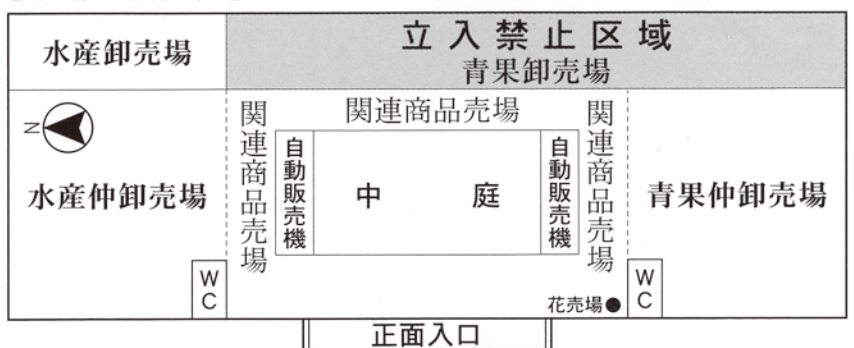 水産卸売場
立入禁止区域
青果卸売場
N
関連商品売場
関連商品売場
関連商品売場
自動販売機
中庭
自動販売機
水産仲卸売場
青果仲卸売場
WC
花売場
WC
正面入口